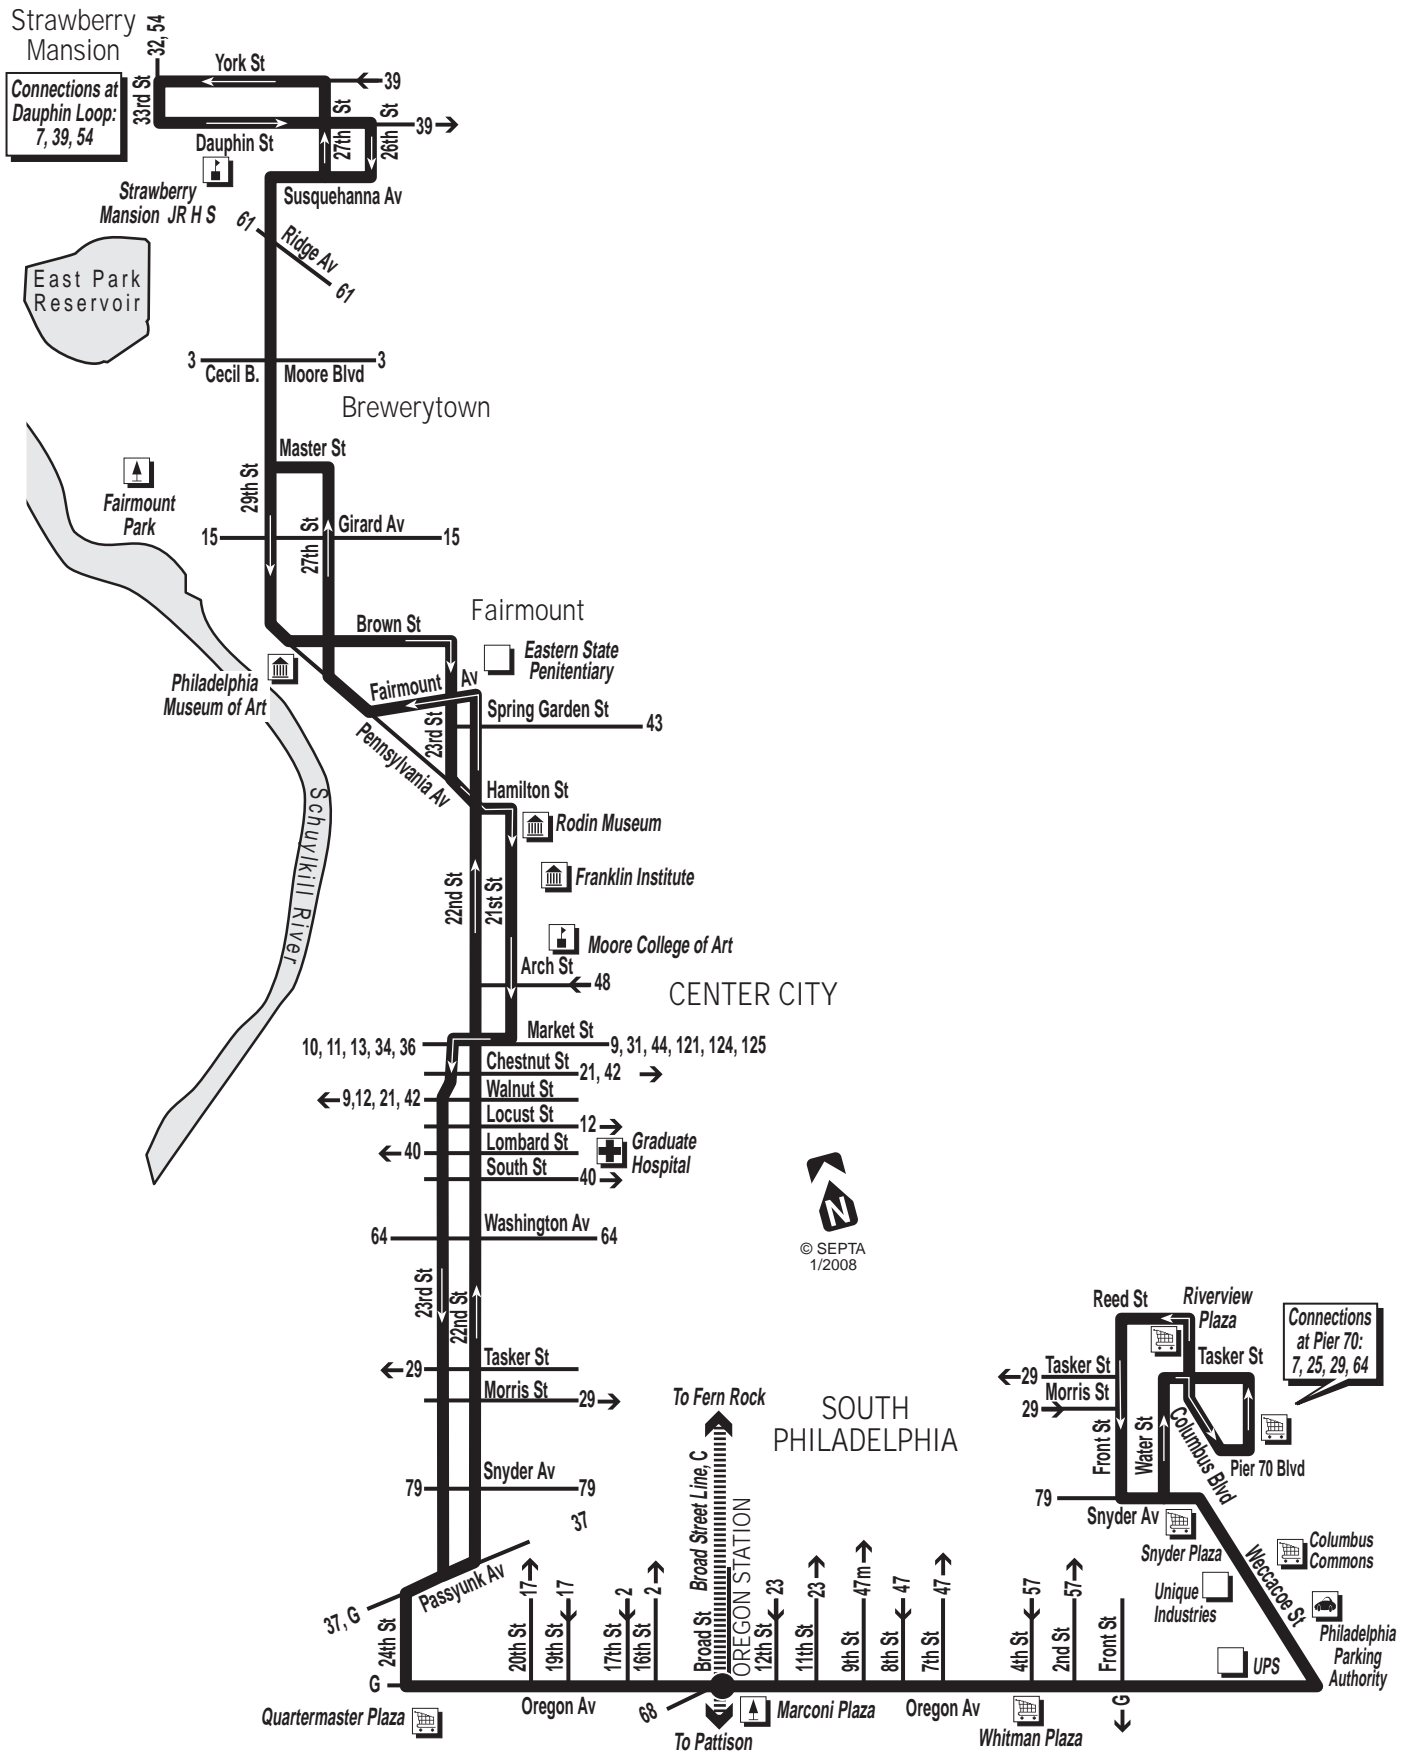 Strawberry
Mansion
32, 54
York St
39
Connections at
Dauphin Loop:
7, 39, 54
33rd St
27th St
26th St
39
Dauphin St
Strawberry
Mansion JR H S
Susquehanna Av
61
Ridge Av
61
East Park
Reservoir
3
Cecil B. Moore Blvd
3
Brewerytown
Master St
29th St
Fairmount
Park
15
27th St
Girard Av
15
Fairmount
Brown St
Eastern State
Penitentiary
Philadelphia
Museum of Art
Fairmount Av
Spring Garden St
43
23rd St
Pennsylvania Av
Hamilton St
Rodin Museum
Schuylkill River
Franklin Institute
22nd St
21st St
Moore College of Art
Arch St
48
CENTER CITY
10, 11, 13, 34, 36
Market St
9, 31, 44, 121, 124, 125
Chestnut St
21, 42
9,12, 21, 42
Walnut St
Locust St
12
40
Lombard St
Graduate
Hospital
South St
40
N
© SEPTA
1/2008
64
Washington Av
64
23rd St
22nd St
29
Tasker St
Morris St
29
79
Snyder Av
79
37
Passyunk Av
37, G
24th St
G
Quartermaster Plaza
Oregon Av
20th St
17
19th St
17
17th St
2
16th St
2
To Fern Rock
Broad Street Line, C
Broad St
OREGON STATION
68
To Pattison
Marconi Plaza
SOUTH
PHILADELPHIA
12th St
23
11th St
23
9th St
47m
8th St
47
7th St
47
Oregon Av
4th St
57
2nd St
57
Front St
G
Whitman Plaza
Reed St
Riverview
Plaza
Connections
at Pier 70:
7, 25, 29, 64
29
Tasker St
Tasker St
29
Morris St
Front St
Water St
Columbus Blvd
Pier 70 Blvd
79
Snyder Av
Snyder Plaza
Columbus
Commons
Weccacoe St
Unique
Industries
Philadelphia
Parking
Authority
UPS